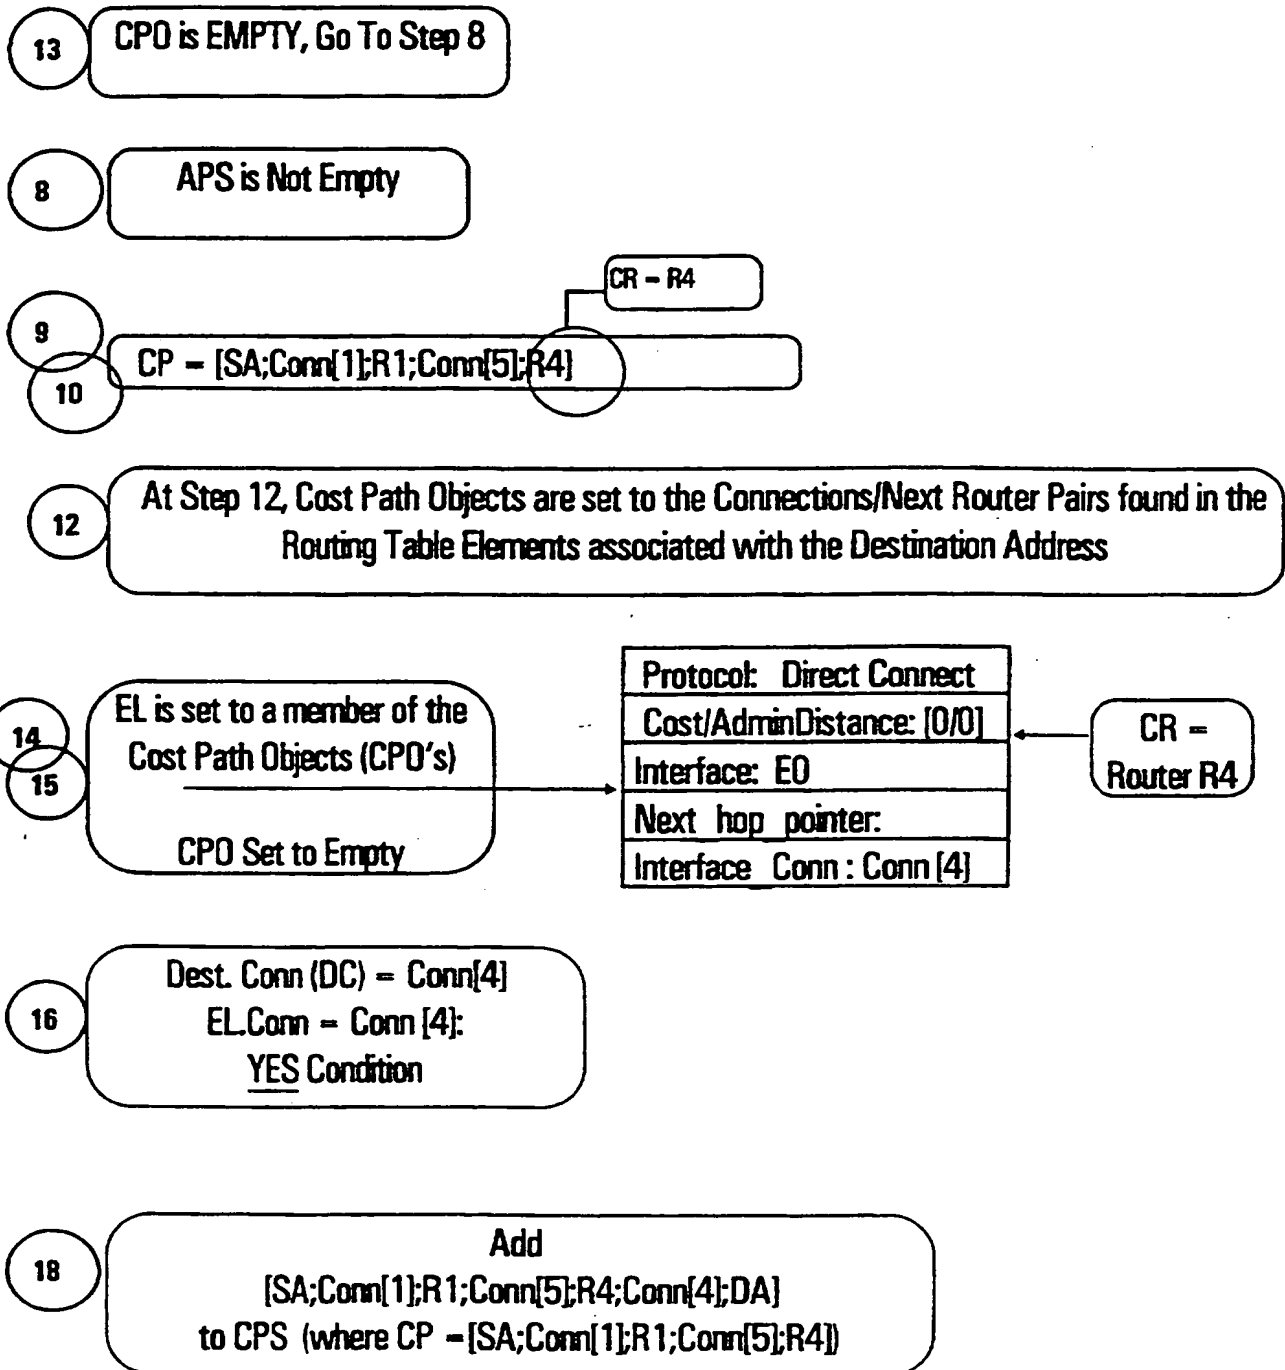 13
CPO is EMPTY, Go To Step 8
8
APS is Not Empty
CR = R4
9
CP = [SA;Conn[1];R1;Conn[5];R4]
10
12
At Step 12, Cost Path Objects are set to the Connections/Next Router Pairs found in the
Routing Table Elements associated with the Destination Address
14
15
EL is set to a member of the
Cost Path Objects (CPO's)
CPO Set to Empty
Protocol: Direct Connect
Cost/AdminDistance: [0/0]
Interface: E0
Next hop pointer:
Interface Conn : Conn [4]
CR =
Router R4
16
Dest. Conn (DC) = Conn[4]
EL.Conn = Conn [4]:
YES Condition
18
Add
[SA;Conn[1];R1;Conn[5];R4;Conn[4];DA]
to CPS (where CP =[SA;Conn[1];R1;Conn[5];R4])